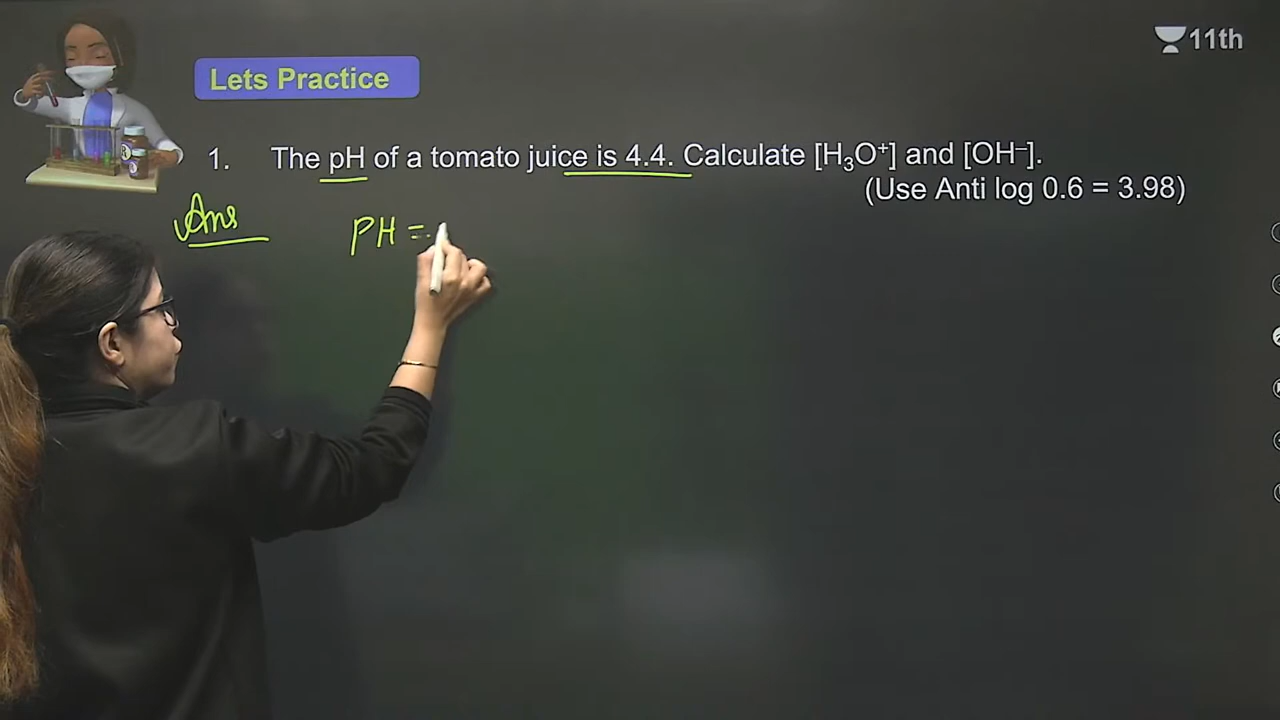 11th
Lets Practice
1. The pH of a tomato juice is 4.4. Calculate [H₃O⁺] and [OH⁻].
(Use Anti log 0.6 = 3.98)
Ans
PH =